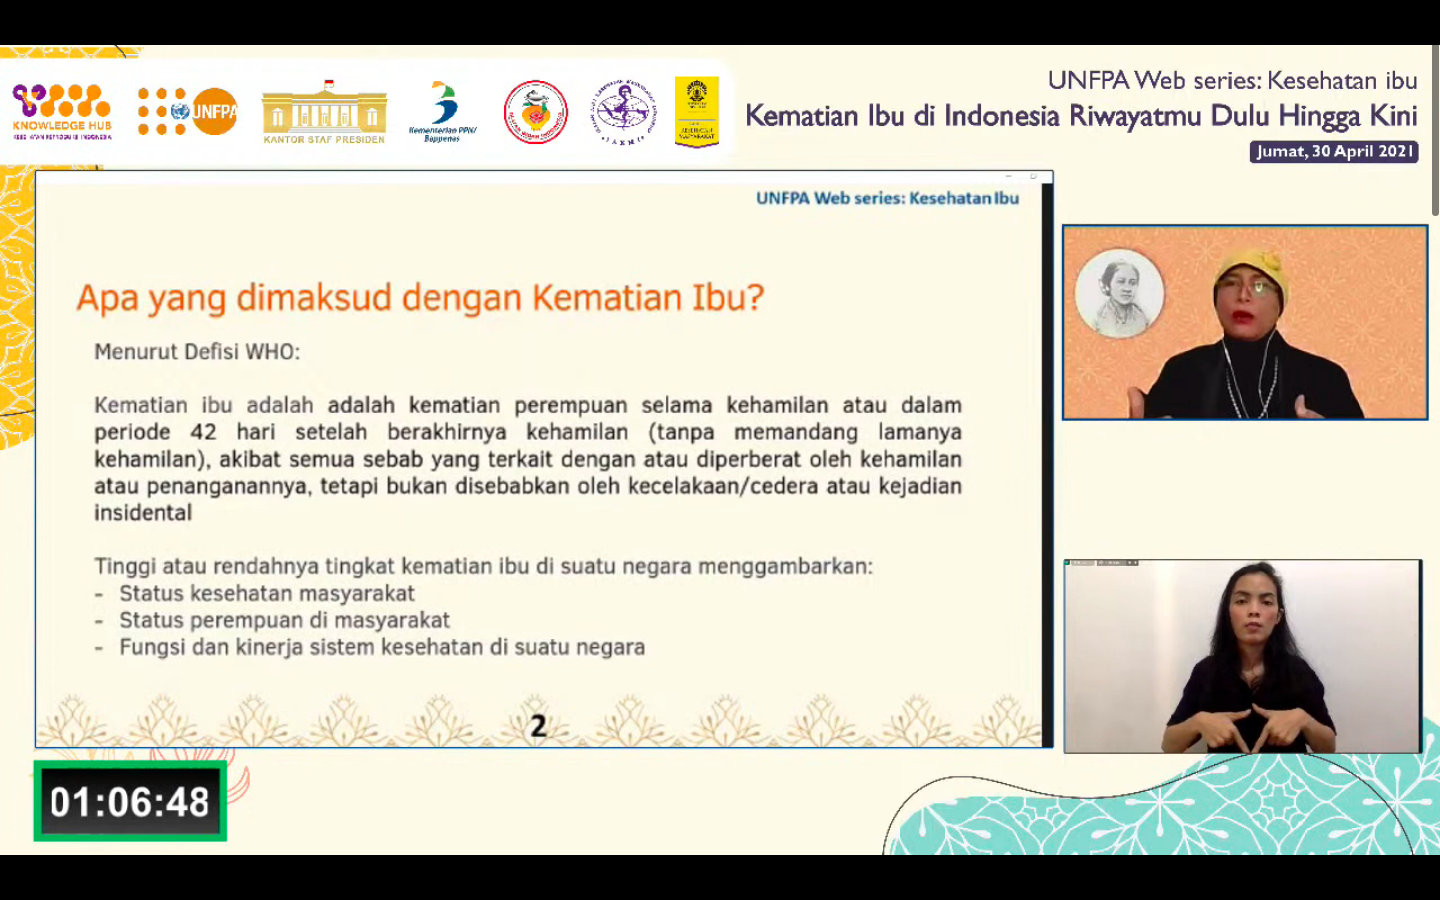 UNFPA Web series: Kesehatan ibu
Kematian Ibu di Indonesia Riwayatmu Dulu Hingga Kini
Jumat, 30 April 2021
KNOWLEDGE HUB
KESEHATAN REPRODUKSI INDONESIA
UNFPA
KANTOR STAF PRESIDEN
Kementerian PPN/
Bappenas
UNFPA Web series: Kesehatan Ibu
Apa yang dimaksud dengan Kematian Ibu?
Menurut Defisi WHO:
Kematian ibu adalah adalah kematian perempuan selama kehamilan atau dalam
periode 42 hari setelah berakhirnya kehamilan (tanpa memandang lamanya
kehamilan), akibat semua sebab yang terkait dengan atau diperberat oleh kehamilan
atau penanganannya, tetapi bukan disebabkan oleh kecelakaan/cedera atau kejadian
insidental
Tinggi atau rendahnya tingkat kematian ibu di suatu negara menggambarkan:
- Status kesehatan masyarakat
- Status perempuan di masyarakat
- Fungsi dan kinerja sistem kesehatan di suatu negara
2
01:06:48